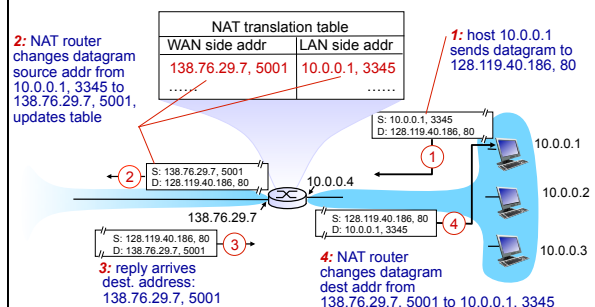 NAT translation table
WAN side addr LAN side addr
138.76.29.7, 5001 10.0.0.1, 3345
…… ……
2: NAT router
changes datagram
source addr from
10.0.0.1, 3345 to
138.76.29.7, 5001,
updates table
1: host 10.0.0.1
sends datagram to
128.119.40.186, 80
S: 10.0.0.1, 3345
D: 128.119.40.186, 80
1
10.0.0.1
S: 138.76.29.7, 5001
D: 128.119.40.186, 80
2
10.0.0.4
10.0.0.2
138.76.29.7
S: 128.119.40.186, 80
D: 10.0.0.1, 3345
4
S: 128.119.40.186, 80
D: 138.76.29.7, 5001
3
10.0.0.3
3: reply arrives
dest. address:
138.76.29.7, 5001
4: NAT router
changes datagram
dest addr from
138.76.29.7, 5001 to 10.0.0.1, 3345